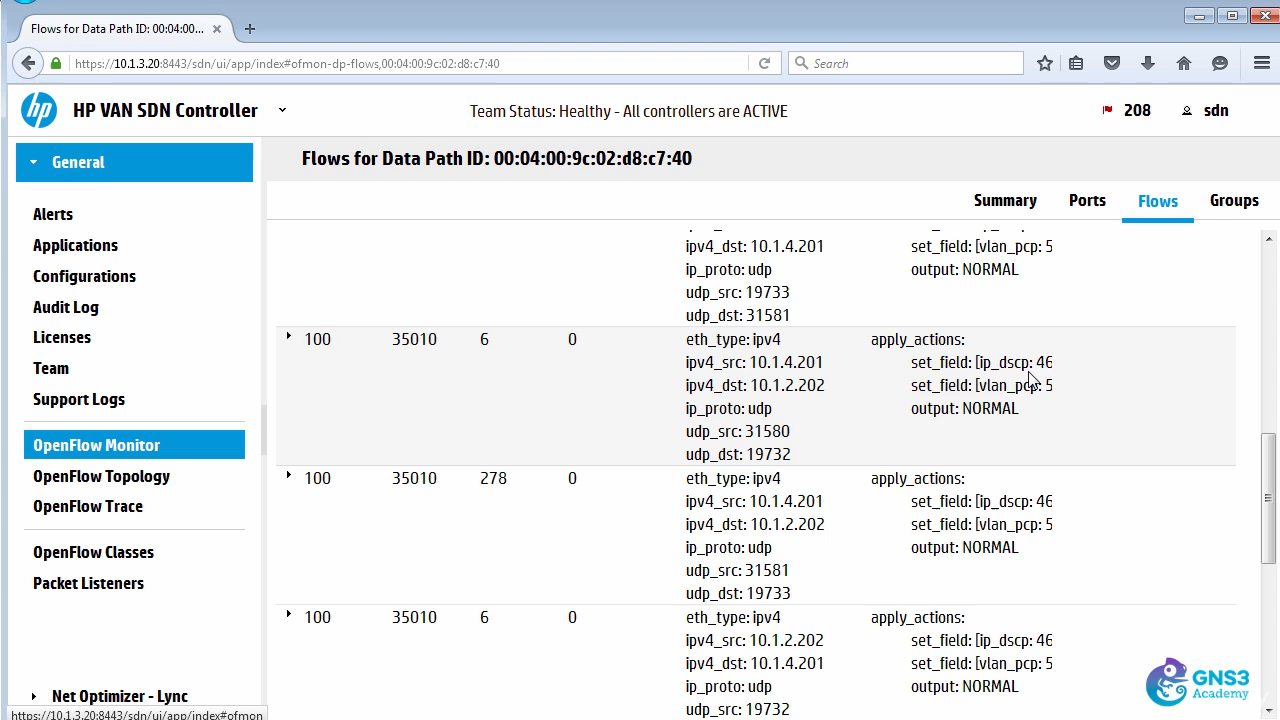 Flows for Data Path ID: 00:04:00...
https://10.1.3.20:8443/sdn/ui/app/index#ofmon-dp-flows,00:04:00:9c:02:d8:c7:40
Search
hp
HP VAN SDN Controller
Team Status: Healthy - All controllers are ACTIVE
208
sdn
General
Flows for Data Path ID: 00:04:00:9c:02:d8:c7:40
Summary Ports Flows Groups
Alerts
Applications
Configurations
Audit Log
Licenses
Team
Support Logs
OpenFlow Monitor
OpenFlow Topology
OpenFlow Trace
OpenFlow Classes
Packet Listeners
Net Optimizer - Lync
https://10.1.3.20:8443/sdn/ui/app/index#ofmon
ipv4_dst: 10.1.4.201 set_field: [vlan_pcp: 5
ip_proto: udp output: NORMAL
udp_src: 19733
udp_dst: 31581
100 35010 6 0 eth_type: ipv4 apply_actions:
ipv4_src: 10.1.4.201 set_field: [ip_dscp: 46
ipv4_dst: 10.1.2.202 set_field: [vlan_pcp: 5
ip_proto: udp output: NORMAL
udp_src: 31580
udp_dst: 19732
100 35010 278 0 eth_type: ipv4 apply_actions:
ipv4_src: 10.1.4.201 set_field: [ip_dscp: 46
ipv4_dst: 10.1.2.202 set_field: [vlan_pcp: 5
ip_proto: udp output: NORMAL
udp_src: 31581
udp_dst: 19733
100 35010 6 0 eth_type: ipv4 apply_actions:
ipv4_src: 10.1.2.202 set_field: [ip_dscp: 46
ipv4_dst: 10.1.4.201 set_field: [vlan_pcp: 5
ip_proto: udp output: NORMAL
udp_src: 19732
GNS3
Academy